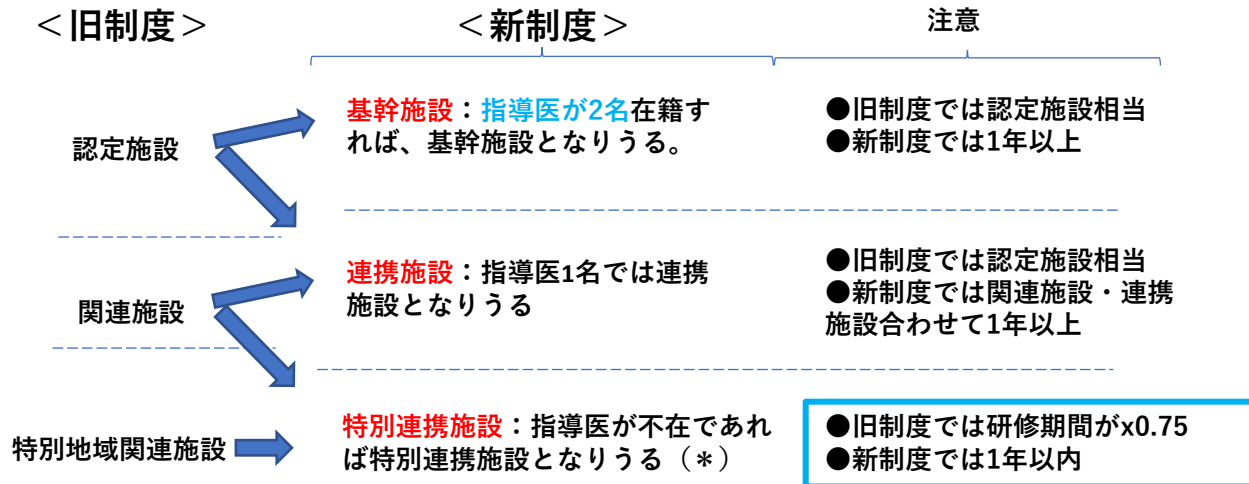 ＜旧制度＞
＜新制度＞
注意
認定施設
基幹施設：指導医が2名在籍す
れば、基幹施設となりうる。
●旧制度では認定施設相当
●新制度では1年以上
関連施設
連携施設：指導医1名では連携
施設となりうる
●旧制度では認定施設相当
●新制度では関連施設・連携
施設合わせて1年以上
特別地域関連施設
特別連携施設：指導医が不在であれ
ば特別連携施設となりうる（＊）
●旧制度では研修期間がx0.75
●新制度では1年以内